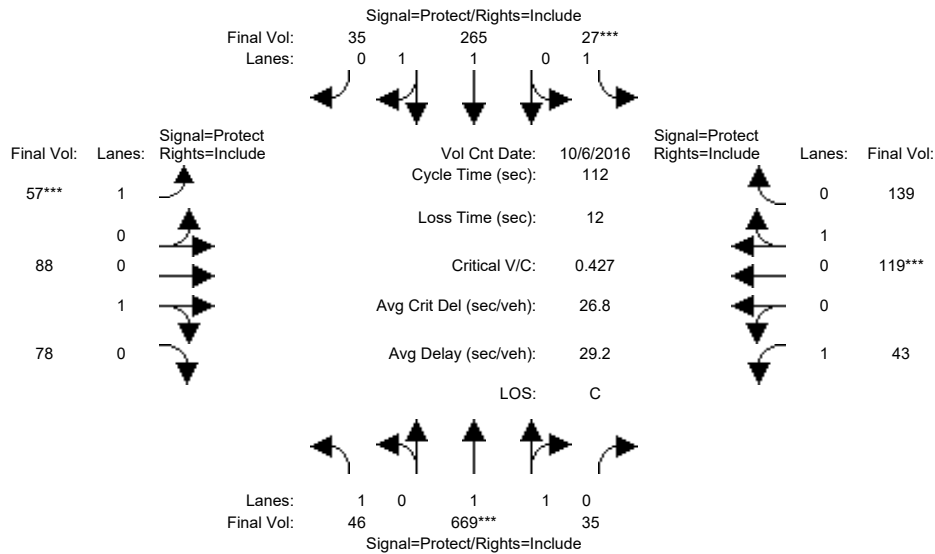 Signal=Protect/Rights=Include
Final Vol: 35 265 27***
Lanes: 0 1 1 0 1
Signal=Protect
Final Vol: Lanes: Rights=Include
Vol Cnt Date: 10/6/2016
Signal=Protect
Rights=Include Lanes: Final Vol:
Cycle Time (sec): 112
57*** 1
0 139
Loss Time (sec): 12
0
1
88 0
Critical V/C: 0.427
0 119***
1
Avg Crit Del (sec/veh): 26.8
0
78 0
Avg Delay (sec/veh): 29.2
1 43
LOS: C
Lanes: 1 0 1 1 0
Final Vol: 46 669*** 35
Signal=Protect/Rights=Include